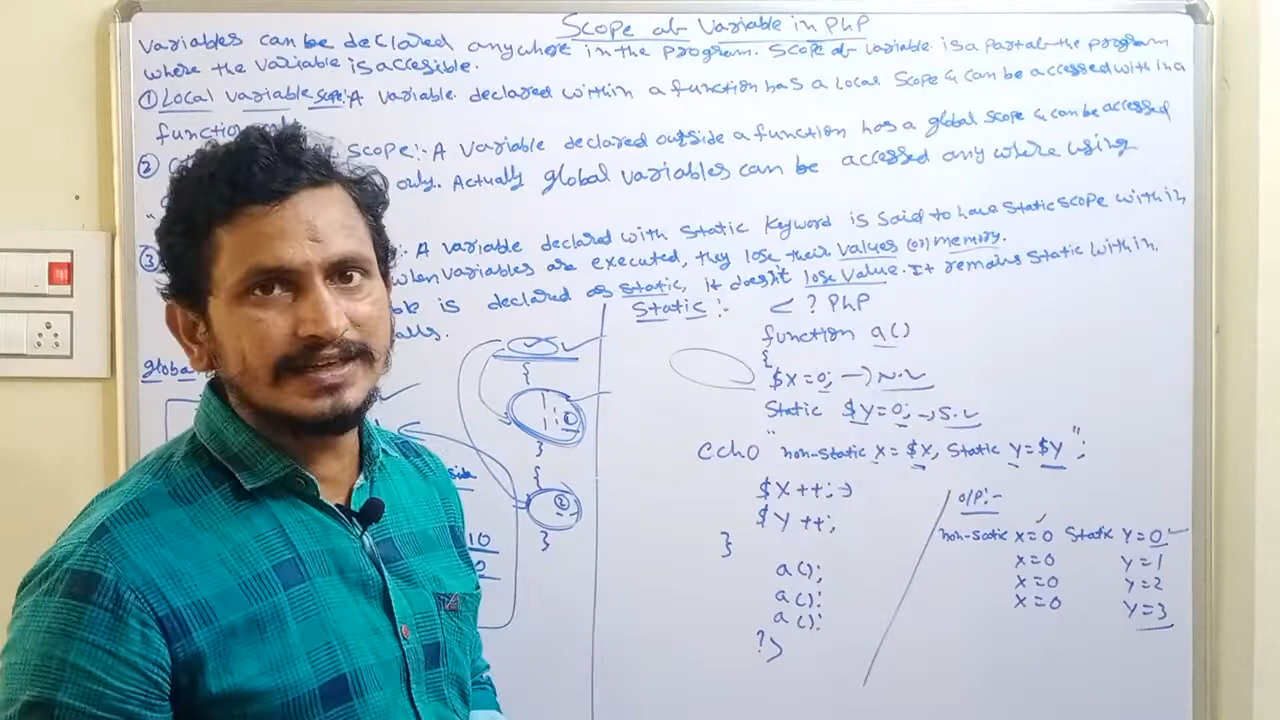 Scope of Variable in PHP
Variables can be declared anywhere in the program. Scope of Variable is a part of the program
where the variable is accesible.
① Local variable scope:- A variable declared within a function has a Local Scope & can be accessed within a
function only.
② SCOPE:- A variable declared outside a function has a global scope & can be accessed
only. Actually global variables can be accessed any where using
"
③ :- A variable declared with static keyword is said to have static scope within
when variables are executed, they lose their values (or) memory.
is declared as static, it doesn't lose value. It remains static within
Static :-
< ? PHP
function a()
{
$x=0; → N.V
Static $y=0; → S.V
echo "non-static x=$x, static y=$y";
$x++; →
$y++;
}
a();
a();
a();
?>
{
①
}
{
②
}
10
0
O/P:-
non-static x=0 static y=0
x=0 y=1
x=0 y=2
x=0 y=3